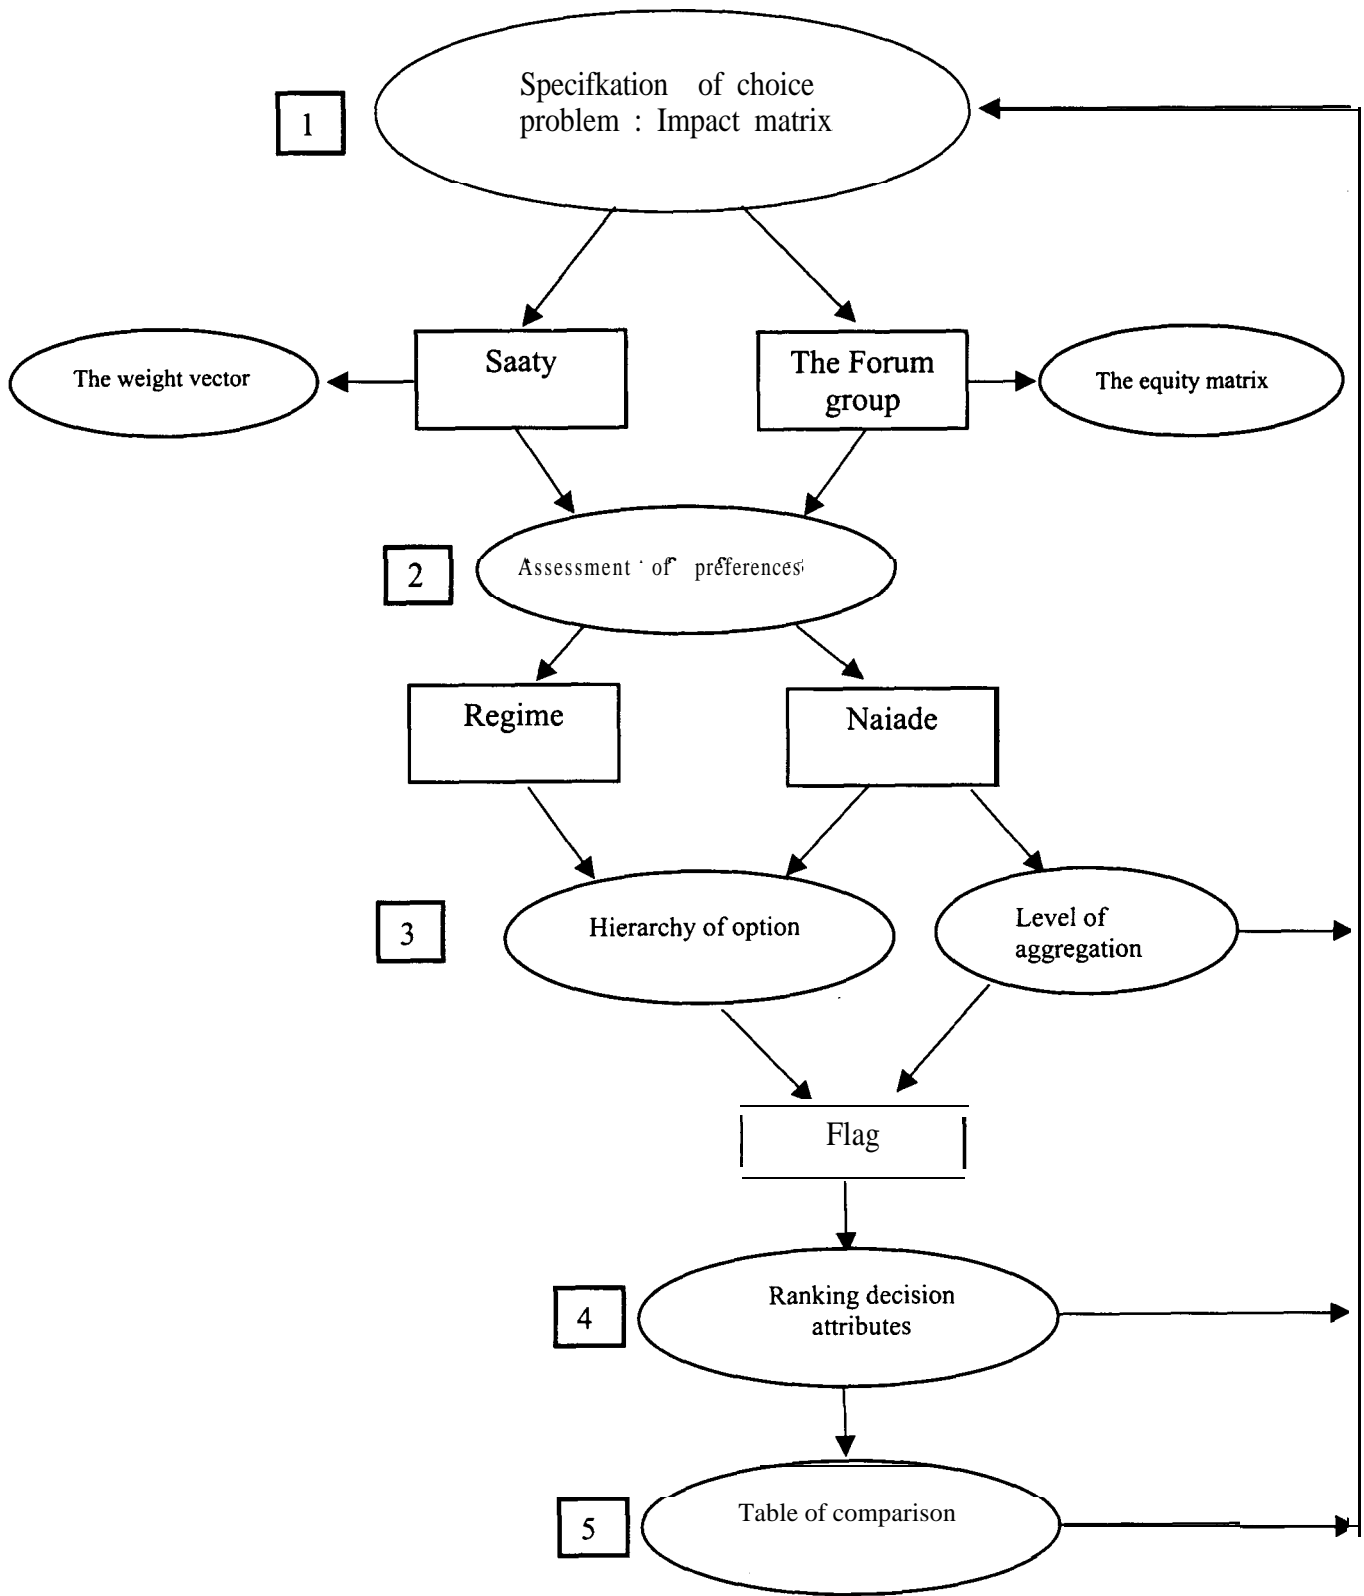 Specifkation of choice
problem : Impact matrix
1
The weight vector
Saaty
The Forum
group
The equity matrix
2
Assessment of preferences
Regime
Naiade
3
Hierarchy of option
Level of
aggregation
Flag
4
Ranking decision
attributes
5
Table of comparison